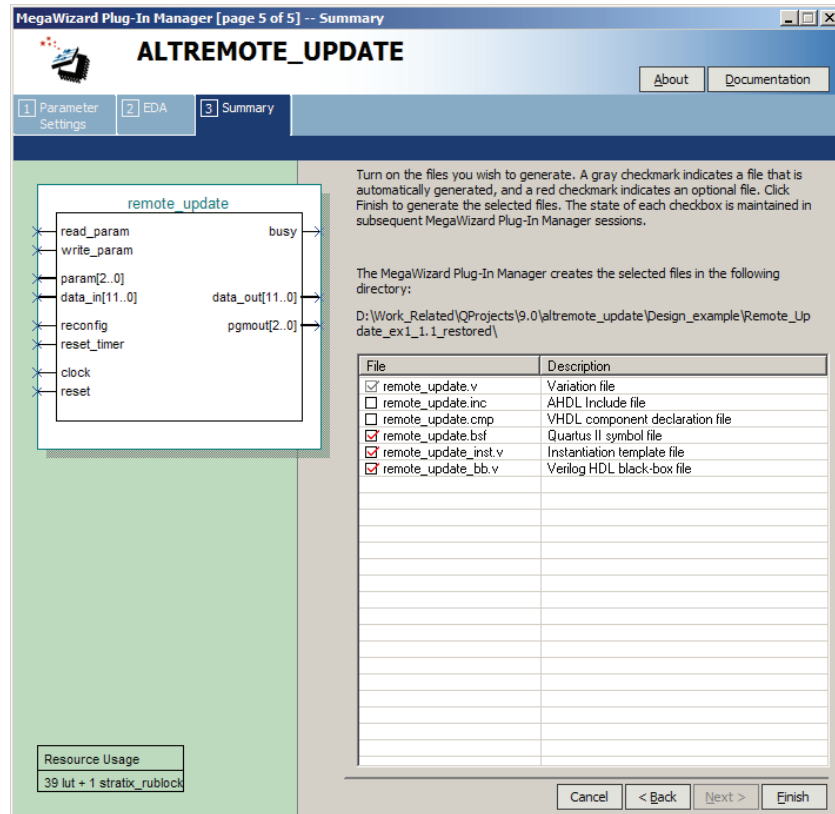 MegaWizard Plug-In Manager [page 5 of 5] -- Summary
ALTREMOTE_UPDATE
About
Documentation
1 Parameter Settings
2 EDA
3 Summary
Turn on the files you wish to generate. A gray checkmark indicates a file that is
automatically generated, and a red checkmark indicates an optional file. Click
Finish to generate the selected files. The state of each checkbox is maintained in
subsequent MegaWizard Plug-In Manager sessions.
The MegaWizard Plug-In Manager creates the selected files in the following
directory:
D:\Work_Related\QProjects\9.0\altremote_update\Design_example\Remote_Up
date_ex1_1.1_restored\
remote_update
read_param busy
write_param
param[2..0]
data_in[11..0] data_out[11..0]
reconfig pgmout[2..0]
reset_timer
clock
reset
File Description
remote_update.v Variation file
remote_update.inc AHDL Include file
remote_update.cmp VHDL component declaration file
remote_update.bsf Quartus II symbol file
remote_update_inst.v Instantiation template file
remote_update_bb.v Verilog HDL black-box file
Resource Usage
39 lut + 1 stratix_rublock
Cancel
< Back
Next >
Finish